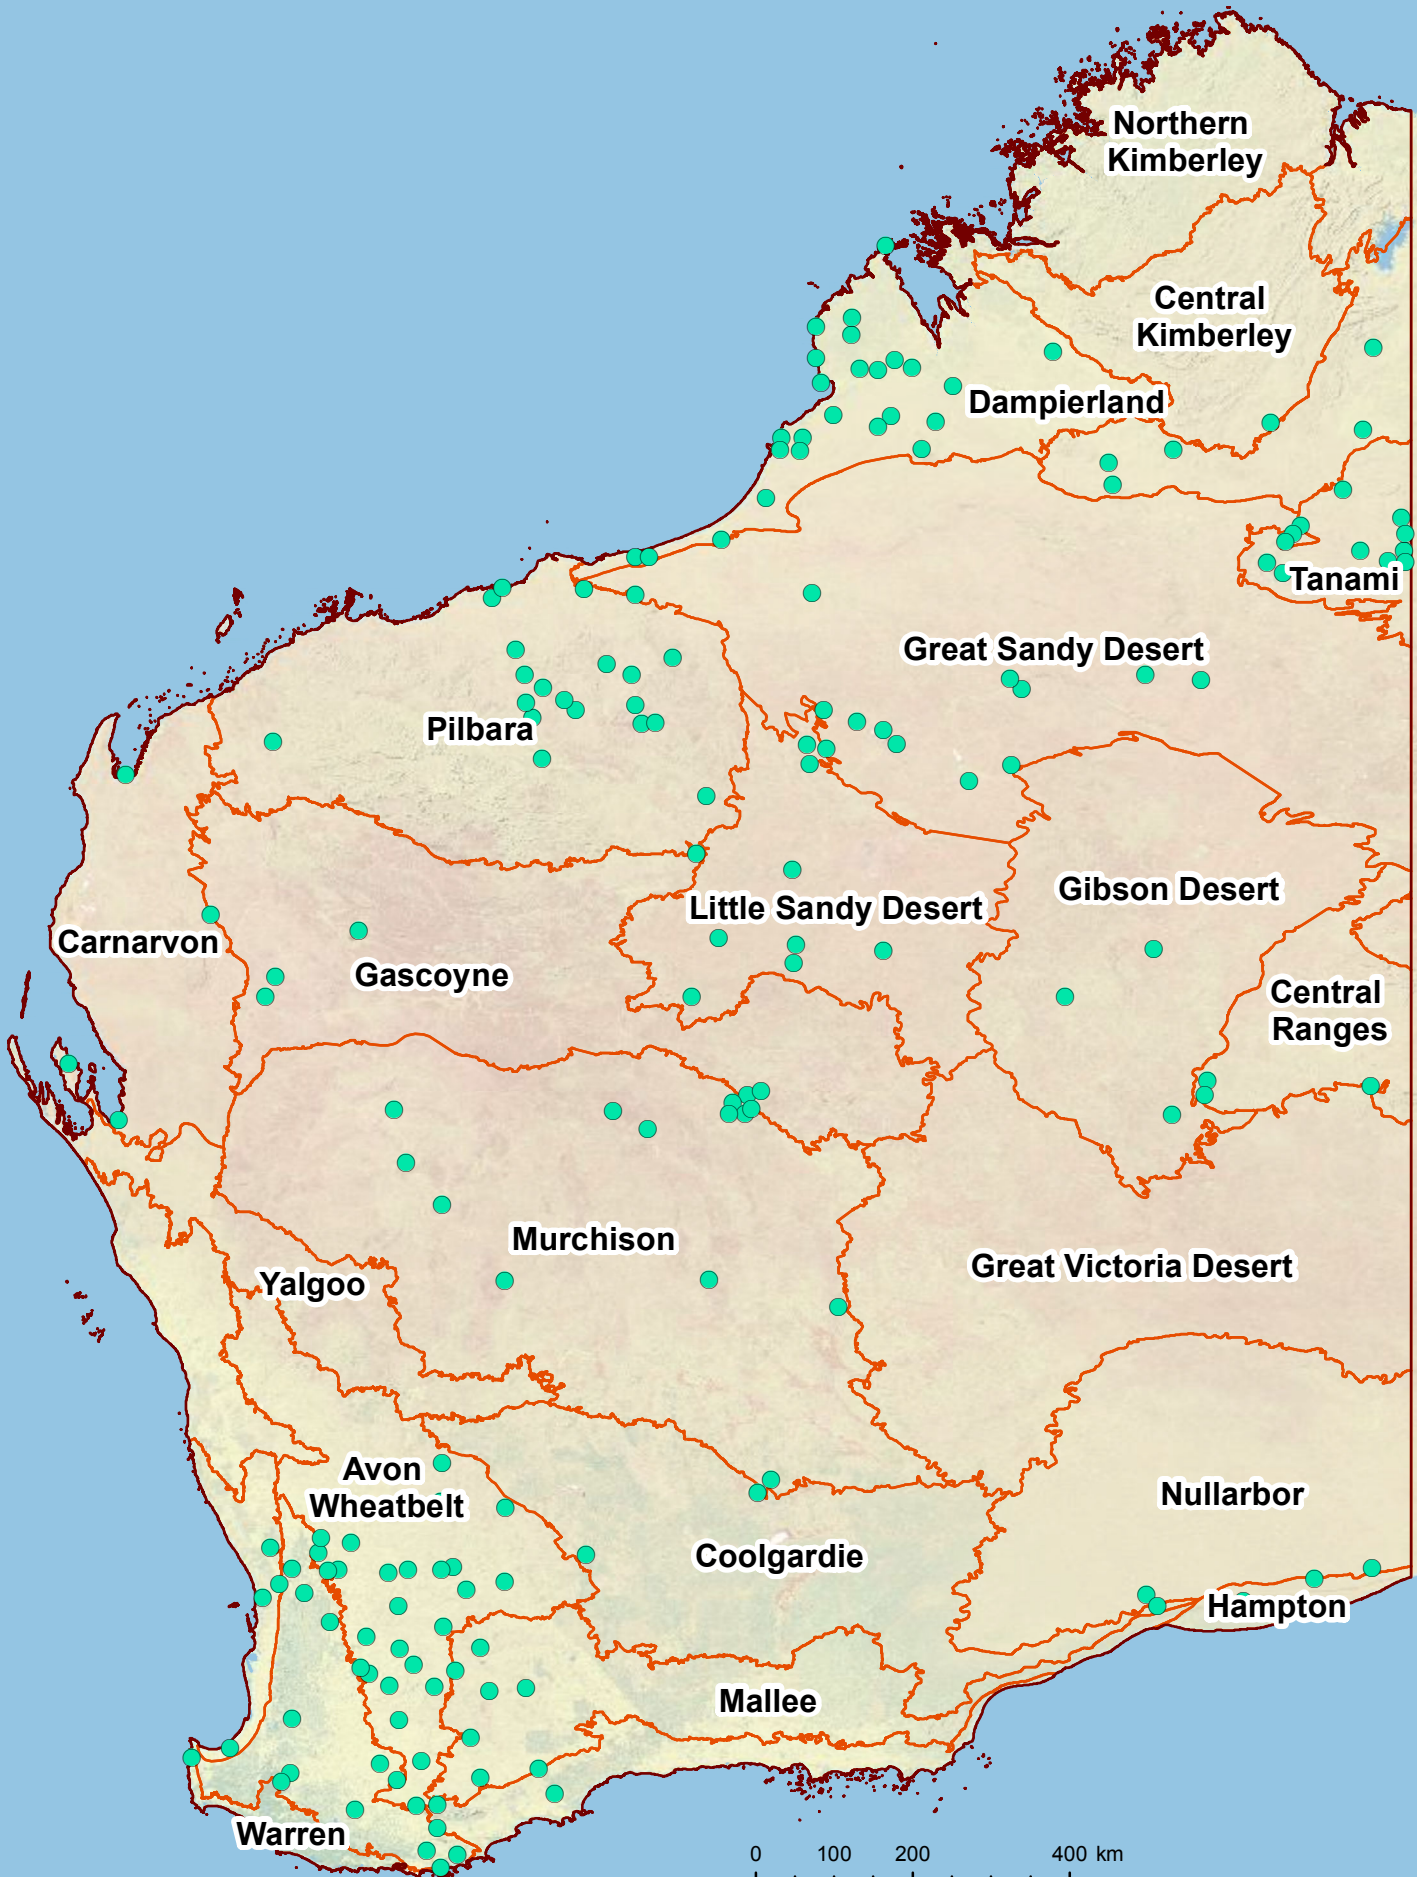 Northern
Kimberley
Central
Kimberley
Dampierland
Tanami
Great Sandy Desert
Pilbara
Gibson Desert
Little Sandy Desert
Carnarvon
Gascoyne
Central
Ranges
Murchison
Great Victoria Desert
Yalgoo
Avon
Wheatbelt
Nullarbor
Coolgardie
Hampton
Mallee
Warren
0 100 200 400 km